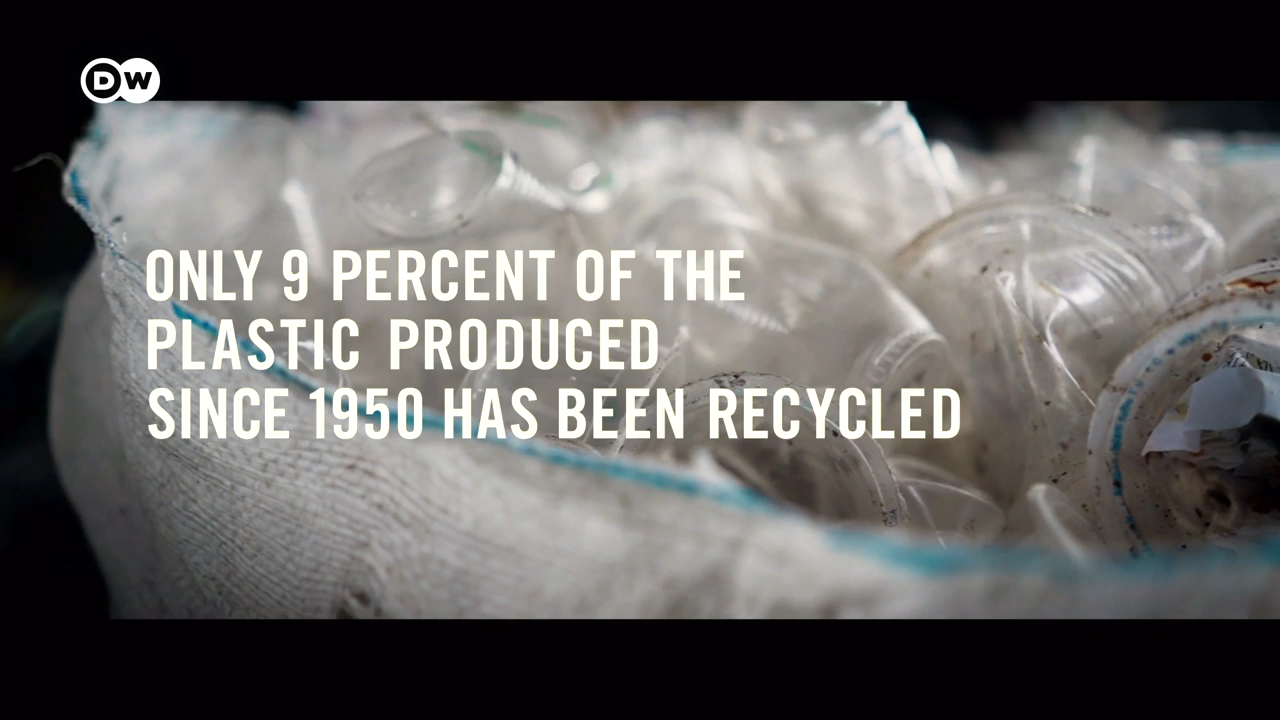 DW
ONLY 9 PERCENT OF THE
PLASTIC PRODUCED
SINCE 1950 HAS BEEN RECYCLED